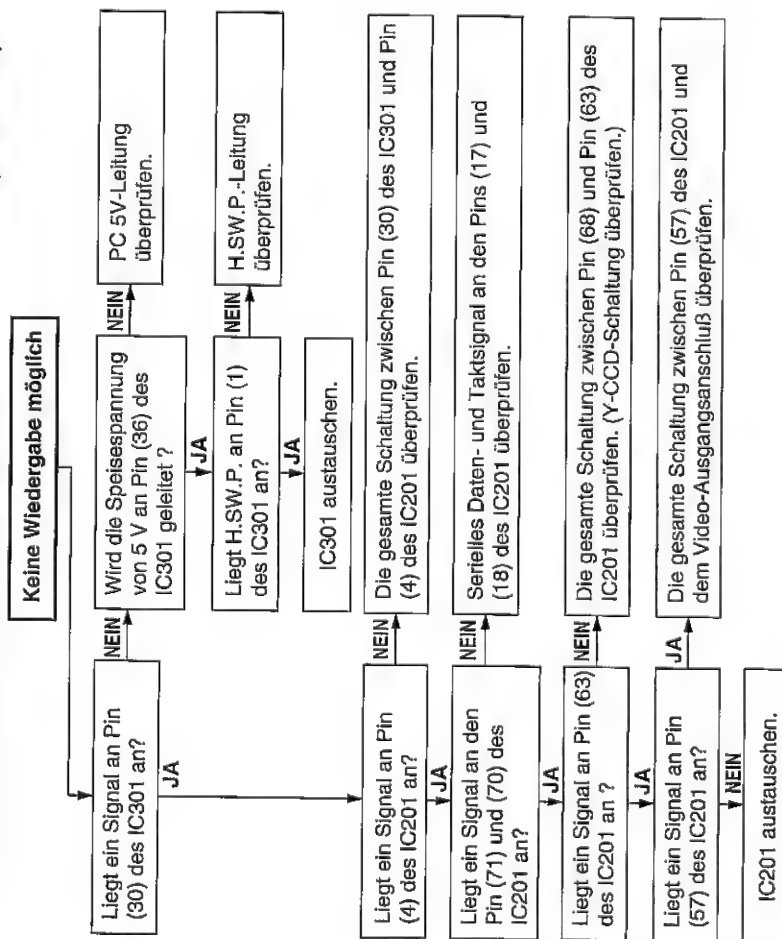 Keine Wiedergabe möglich
Liegt ein Signal an Pin
(30) des IC301 an?
NEIN
Wird die Speisespannung
von 5 V an Pin (36) des
IC301 geleitet ?
NEIN
PC 5V-Leitung
überprüfen.
JA
Liegt H.SW.P. an Pin (1)
des IC301 an?
NEIN
H.SW.P.-Leitung
überprüfen.
JA
IC301 austauschen.
JA
Liegt ein Signal an Pin
(4) des IC201 an?
NEIN
Die gesamte Schaltung zwischen Pin (30) des IC301 und Pin
(4) des IC201 überprüfen.
JA
Liegt ein Signal an den
Pin (71) und (70) des
IC201 an?
NEIN
Serielles Daten- und Taktsignal an den Pins (17) und
(18) des IC201 überprüfen.
JA
Liegt ein Signal an Pin (63)
des IC201 an ?
NEIN
Die gesamte Schaltung zwischen Pin (68) und Pin (63) des
IC201 überprüfen. (Y-CCD-Schaltung überprüfen.)
JA
Liegt ein Signal an Pin
(57) des IC201 an?
JA
Die gesamte Schaltung zwischen Pin (57) des IC201 und
dem Video-Ausgangsanschluß überprüfen.
NEIN
IC201 austauschen.